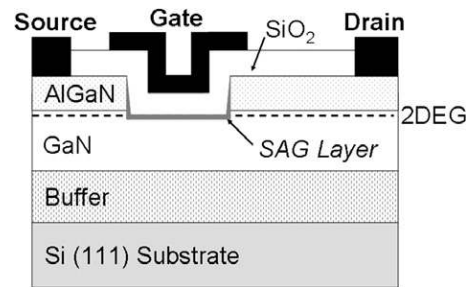 Source Gate Drain
SiO₂
AlGaN
2DEG
GaN
SAG Layer
Buffer
Si (111) Substrate